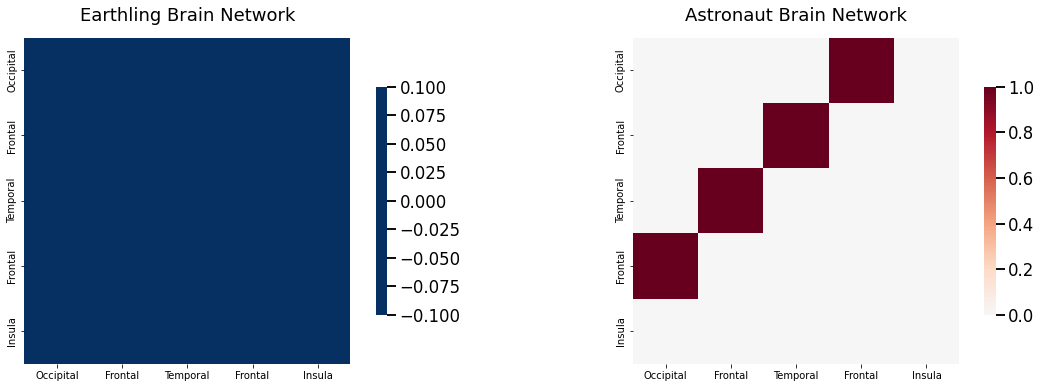 Earthling Brain Network
Occipital
Frontal
Temporal
Frontal
Insula
Occipital Frontal Temporal Frontal Insula
0.100
0.075
0.050
0.025
0.000
−0.025
−0.050
−0.075
−0.100
Astronaut Brain Network
Occipital
Frontal
Temporal
Frontal
Insula
Occipital Frontal Temporal Frontal Insula
1.0
0.8
0.6
0.4
0.2
0.0